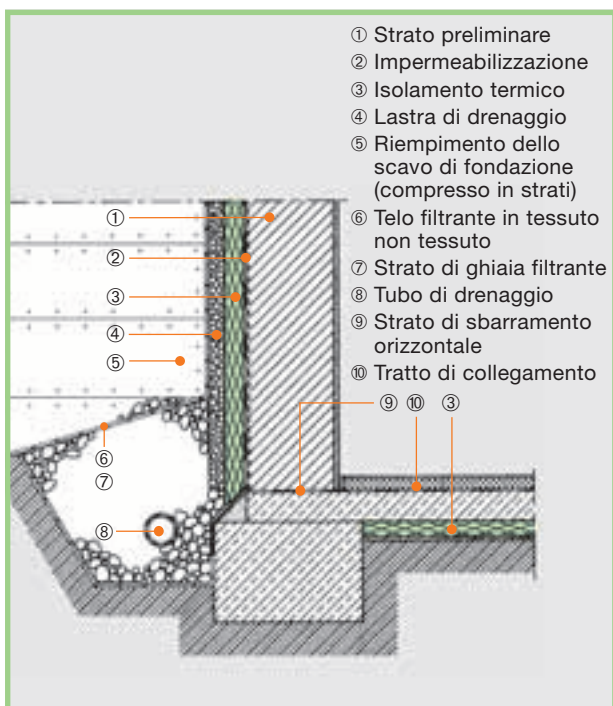 ① Strato preliminare
② Impermeabilizzazione
③ Isolamento termico
④ Lastra di drenaggio
⑤ Riempimento dello
scavo di fondazione
(compresso in strati)
⑥ Telo filtrante in tessuto
non tessuto
⑦ Strato di ghiaia filtrante
⑧ Tubo di drenaggio
⑨ Strato di sbarramento
orizzontale
⑩ Tratto di collegamento
①
②
③
④
⑤
⑨ ⑩ ③
⑥
⑦
⑧